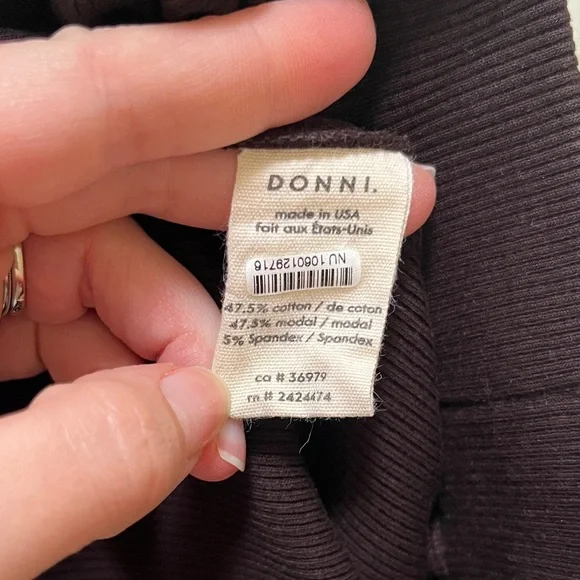 DONNI.
made in USA
fait aux États-Unis
NU 1060129716
47.5% cotton / de coton
47.5% modal / modal
5% Spandex / Spandex
ca # 36979
rn # 2424474